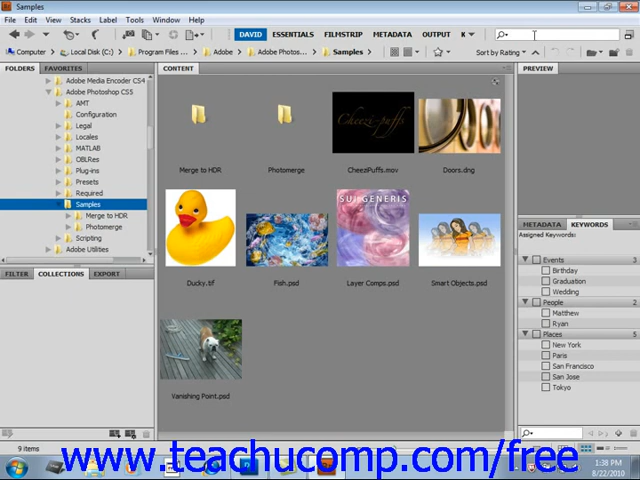 Br Samples
File Edit View Stacks Label Tools Window Help
DAVID ESSENTIALS FILMSTRIP METADATA OUTPUT K
Computer Local Disk (C:) Program Files ... Adobe Adobe Photos... Samples Sort by Rating
FOLDERS FAVORITES
Adobe Media Encoder CS4
Adobe Photoshop CS5
AMT
Configuration
Legal
Locales
MATLAB
OBLRes
Plug-ins
Presets
Required
Samples
Merge to HDR
Photomerge
Scripting
Adobe Utilities
FILTER COLLECTIONS EXPORT
CONTENT
Cheezi-puffs
Merge to HDR Photomerge CheeziPuffs.mov Doors.dng
SUI GENERIS
Ducky.tif Fish.psd Layer Comps.psd Smart Objects.psd
Vanishing Point.psd
PREVIEW
METADATA KEYWORDS
Assigned Keywords:
Events 3
Birthday
Graduation
Wedding
People 2
Matthew
Ryan
Places 5
New York
Paris
San Francisco
San Jose
Tokyo
9 items
www.teachucomp.com/free
1:38 PM
8/22/2010